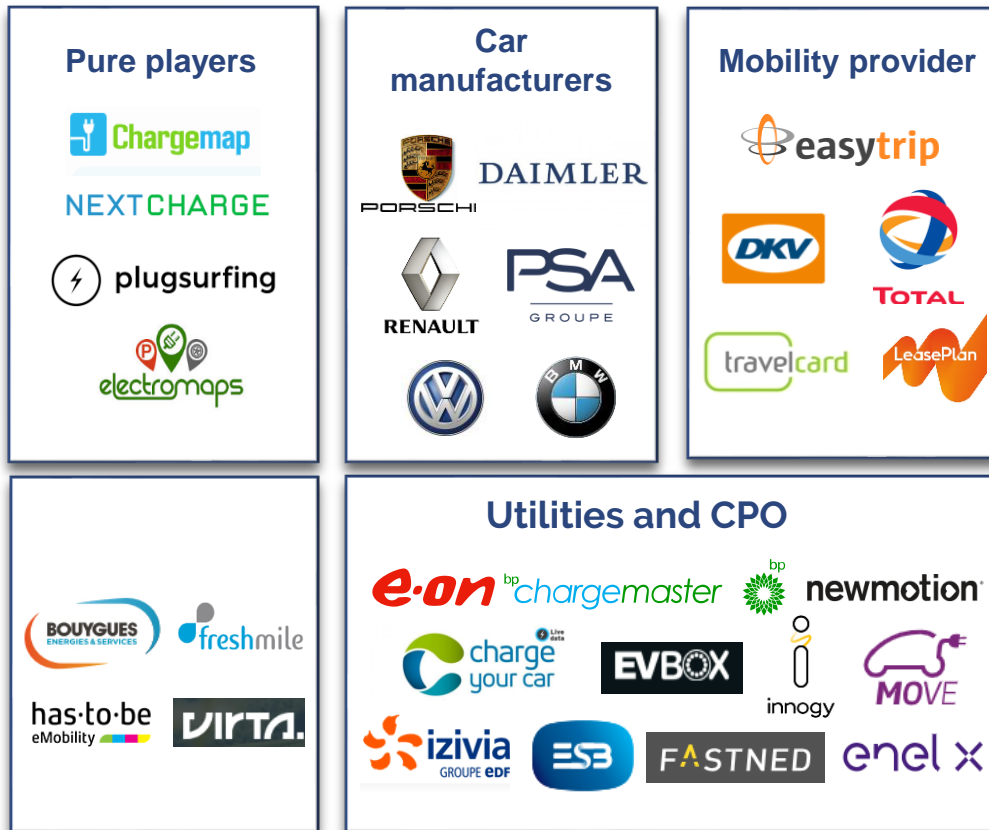 Pure players
Chargemap
NEXTCHARGE
plugsurfing
P
electromaps
Car
manufacturers
PORSCHE
PORSCHI
DAIMLER
RENAULT
PSA
GROUPE
VW
BMW
Mobility provider
easytrip
DKV
TOTAL
travelcard
LeasePlan
BOUYGUES
ENERGIES & SERVICES
freshmile
has·to·be
eMobility
VIRTA.
Utilities and CPO
e·on
bp chargemaster
bp
newmotion
charge
your car
Live
data
EVBOX
innogy
MOVE
izivia
GROUPE EDF
ESB
FASTNED
enel x